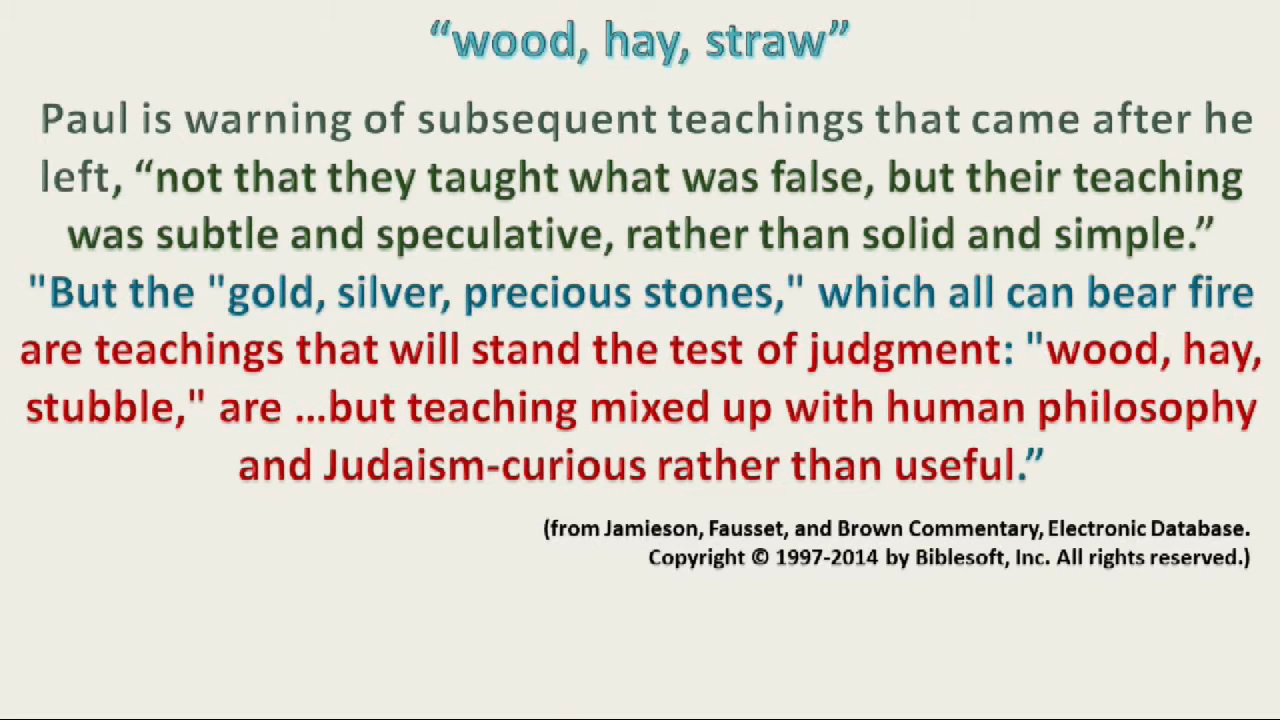 “wood, hay, straw”
Paul is warning of subsequent teachings that came after he
left, “not that they taught what was false, but their teaching
was subtle and speculative, rather than solid and simple.”
"But the "gold, silver, precious stones," which all can bear fire
are teachings that will stand the test of judgment: "wood, hay,
stubble," are …but teaching mixed up with human philosophy
and Judaism-curious rather than useful.”
(from Jamieson, Fausset, and Brown Commentary, Electronic Database.
Copyright © 1997-2014 by Biblesoft, Inc. All rights reserved.)